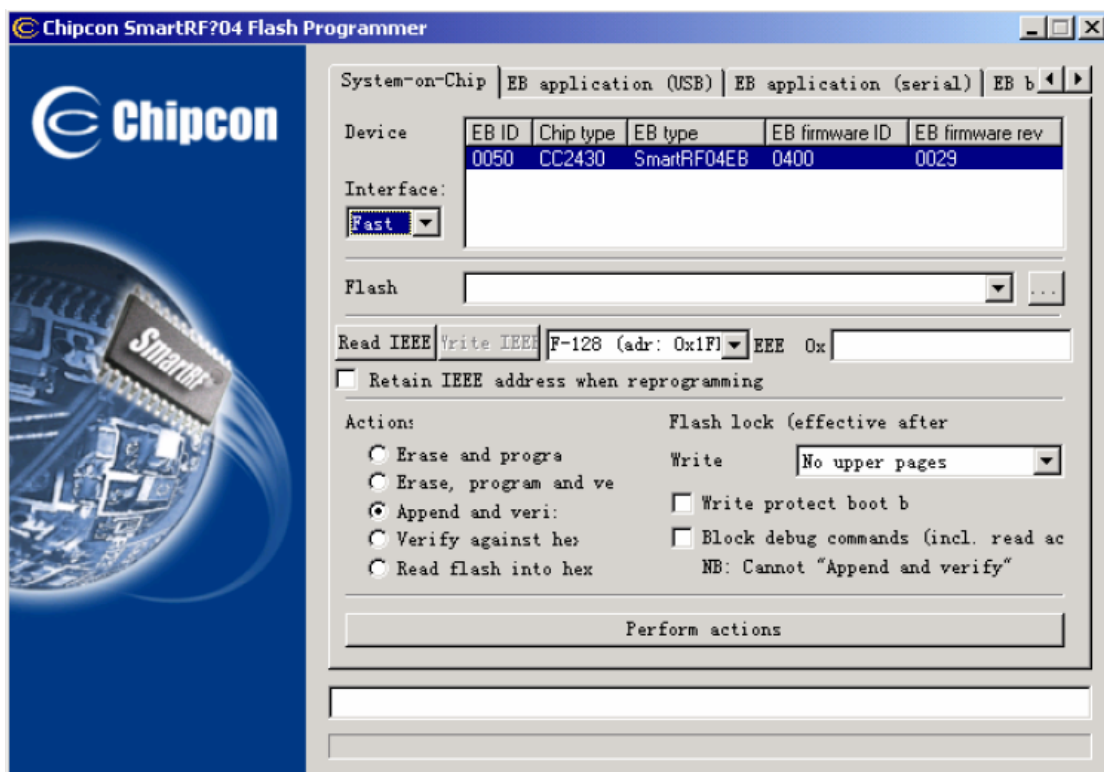 Chipcon SmartRF?04 Flash Programmer
Chipcon
SmartRF
System-on-Chip EB application (USB) EB application (serial) EB b
Device
EB ID Chip type EB type EB firmware ID EB firmware rev
0050 CC2430 SmartRF04EB 0400 0029
Interface:
Fast
Flash
...
Read IEEE Write IEEE F-128 (adr: 0x1F EEE 0x
Retain IEEE address when reprogramming
Action:
Erase and progra
Erase, program and ve
Append and veri:
Verify against hex
Read flash into hex
Flash lock (effective after
Write No upper pages
Write protect boot b
Block debug commands (incl. read ac
NB: Cannot "Append and verify"
Perform actions